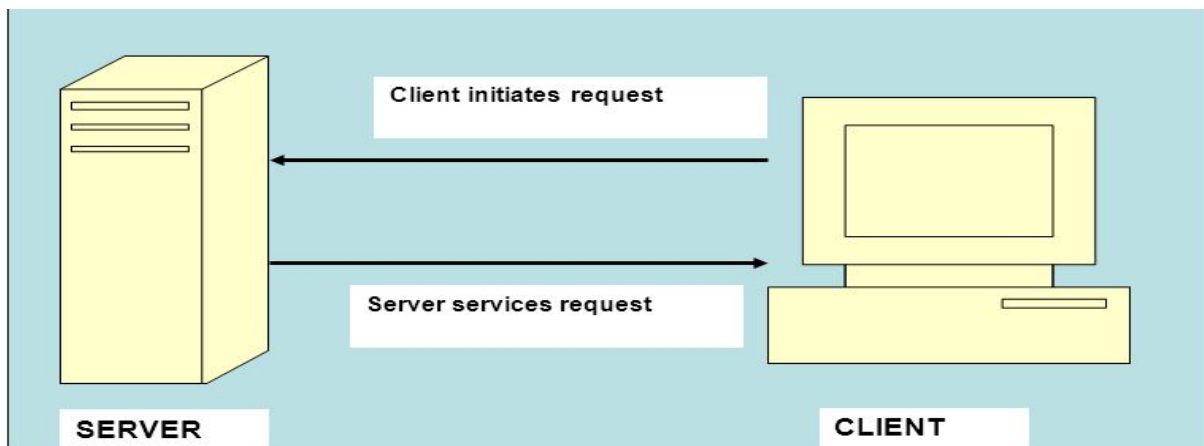 Client initiates request
Server services request
SERVER
CLIENT